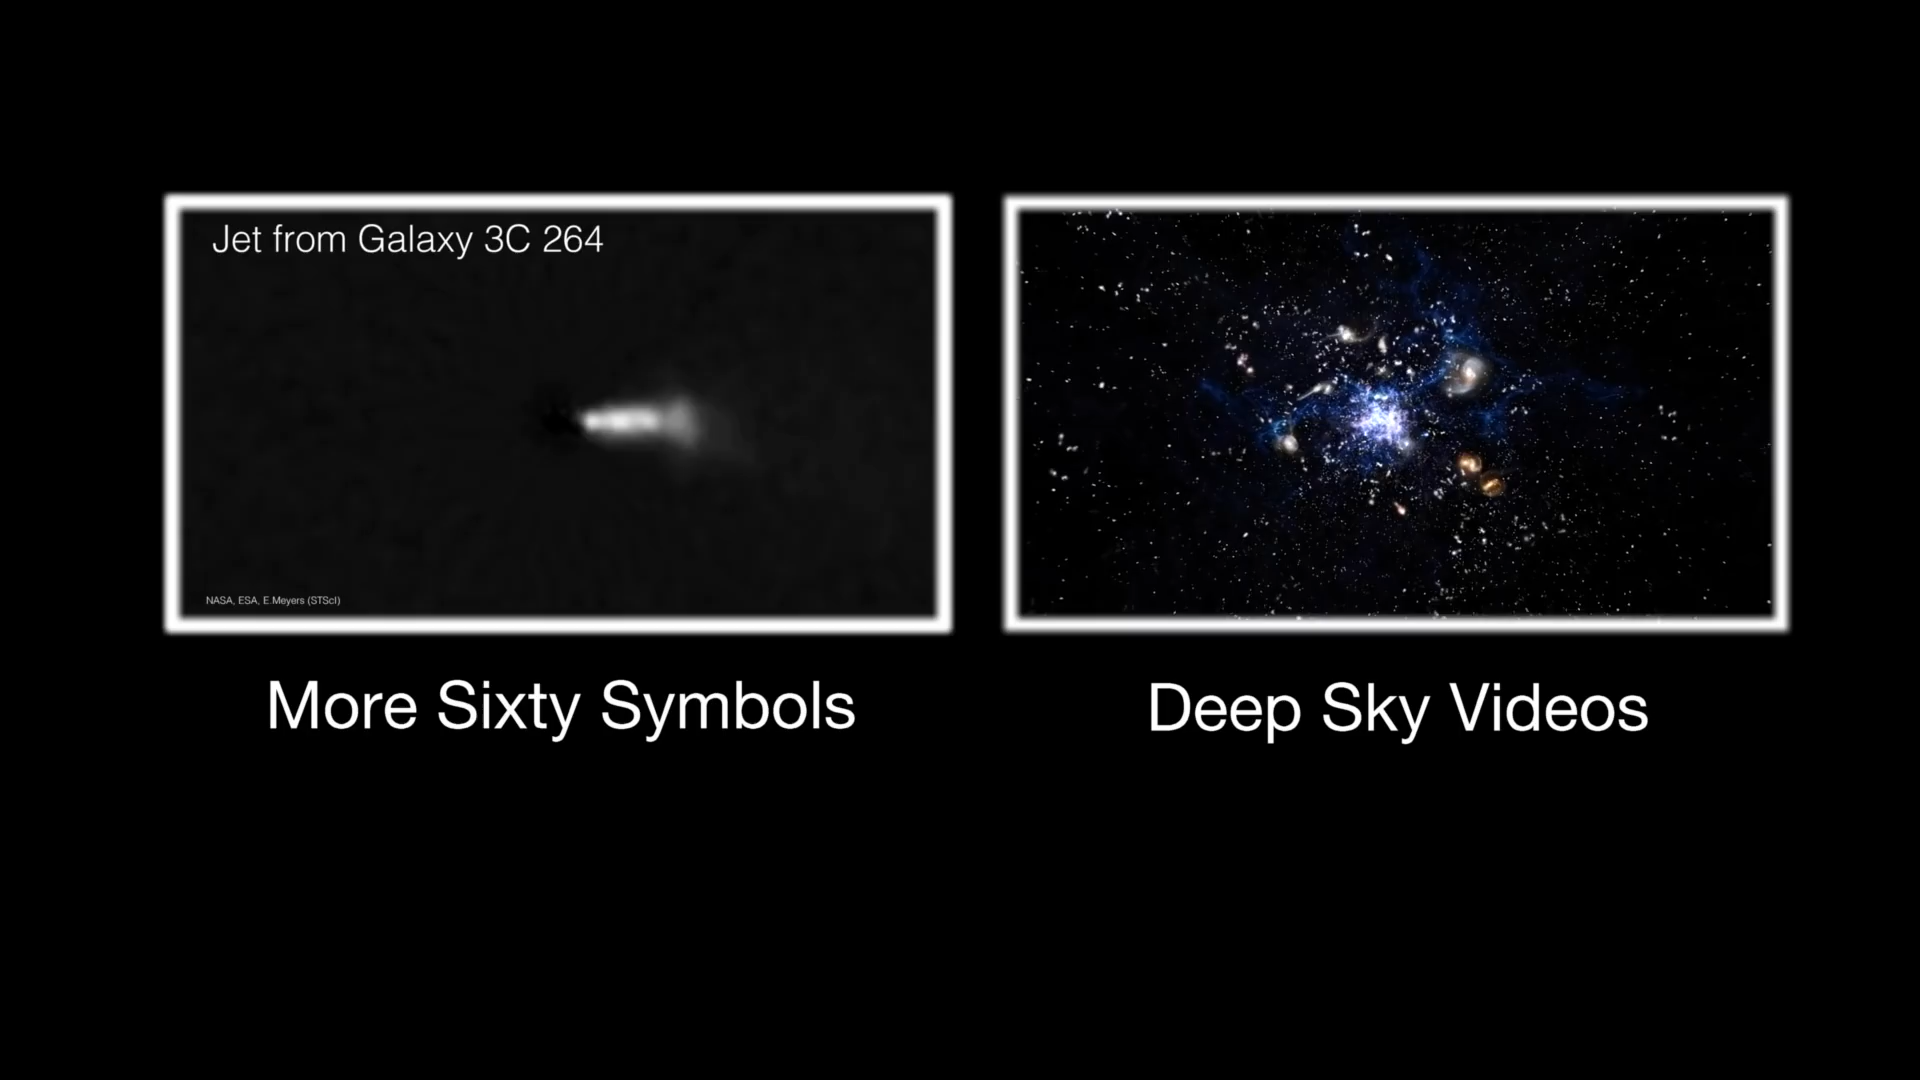 Jet from Galaxy 3C 264
NASA, ESA, E.Meyers (STScI)
More Sixty Symbols
Deep Sky Videos